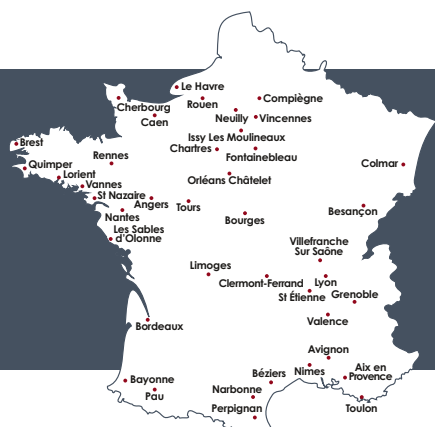 Le Havre
Rouen
Compiègne
Cherbourg
Caen
Neuilly
Vincennes
Issy Les Moulineaux
Chartres
Fontainebleau
Brest
Quimper
Rennes
Colmar
Lorient
Vannes
Orléans Châtelet
St Nazaire
Angers
Tours
Besançon
Nantes
Bourges
Les Sables
d'Olonne
Villefranche
Sur Saône
Limoges
Clermont-Ferrand
Lyon
St Étienne
Grenoble
Bordeaux
Valence
Avignon
Nimes
Aix en
Provence
Béziers
Bayonne
Pau
Narbonne
Perpignan
Toulon